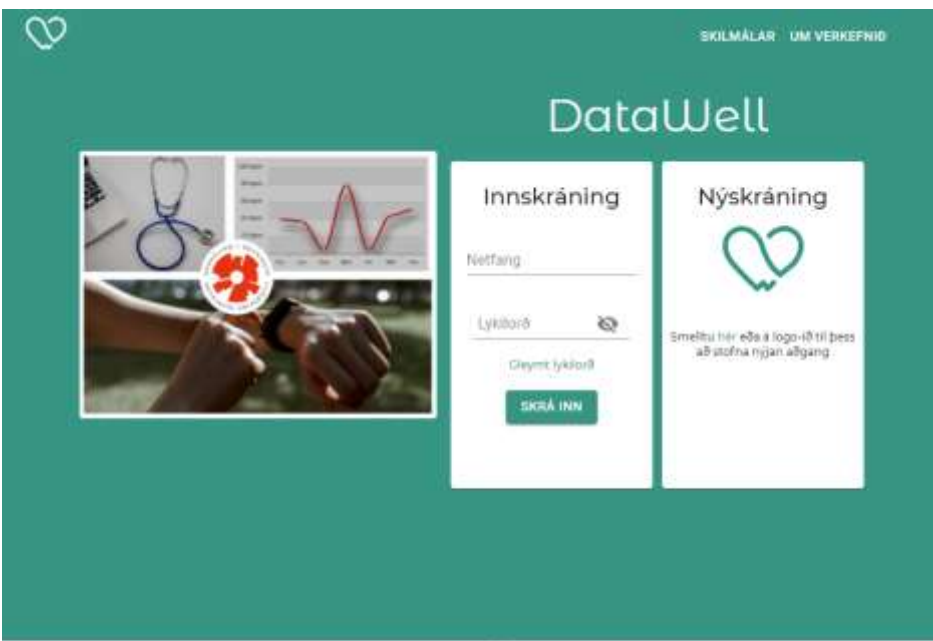 SKILMÁLAR UM VERKEFNIÐ
DataWell
Innskráning
Netfang
Lykilorð
Gleymt lykilorð
SKRÁ INN
Nýskráning
Smelltu hér eða á logo-ið til þess
að stofna nýjan aðgang